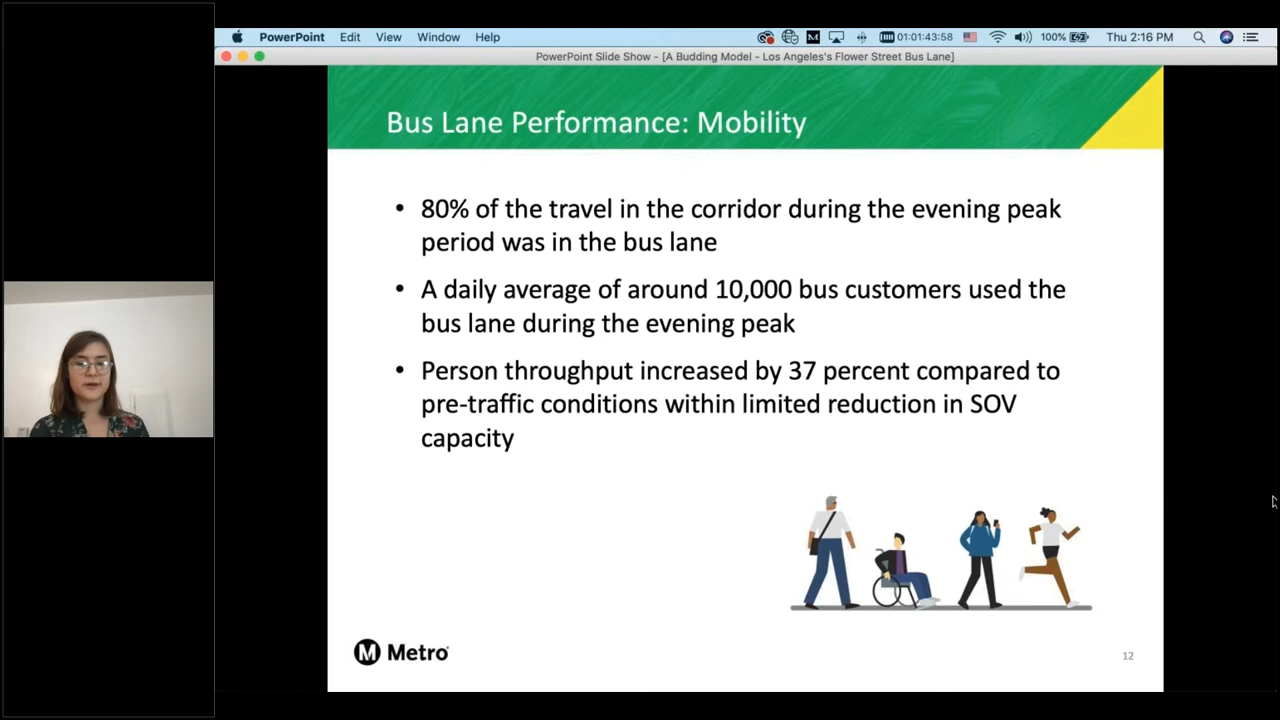 PowerPoint Edit View Window Help 01:01:43:58 100% Thu 2:16 PM
PowerPoint Slide Show - [A Budding Model - Los Angeles's Flower Street Bus Lane]
Bus Lane Performance: Mobility
• 80% of the travel in the corridor during the evening peak
period was in the bus lane
• A daily average of around 10,000 bus customers used the
bus lane during the evening peak
• Person throughput increased by 37 percent compared to
pre-traffic conditions within limited reduction in SOV
capacity
M Metro
12